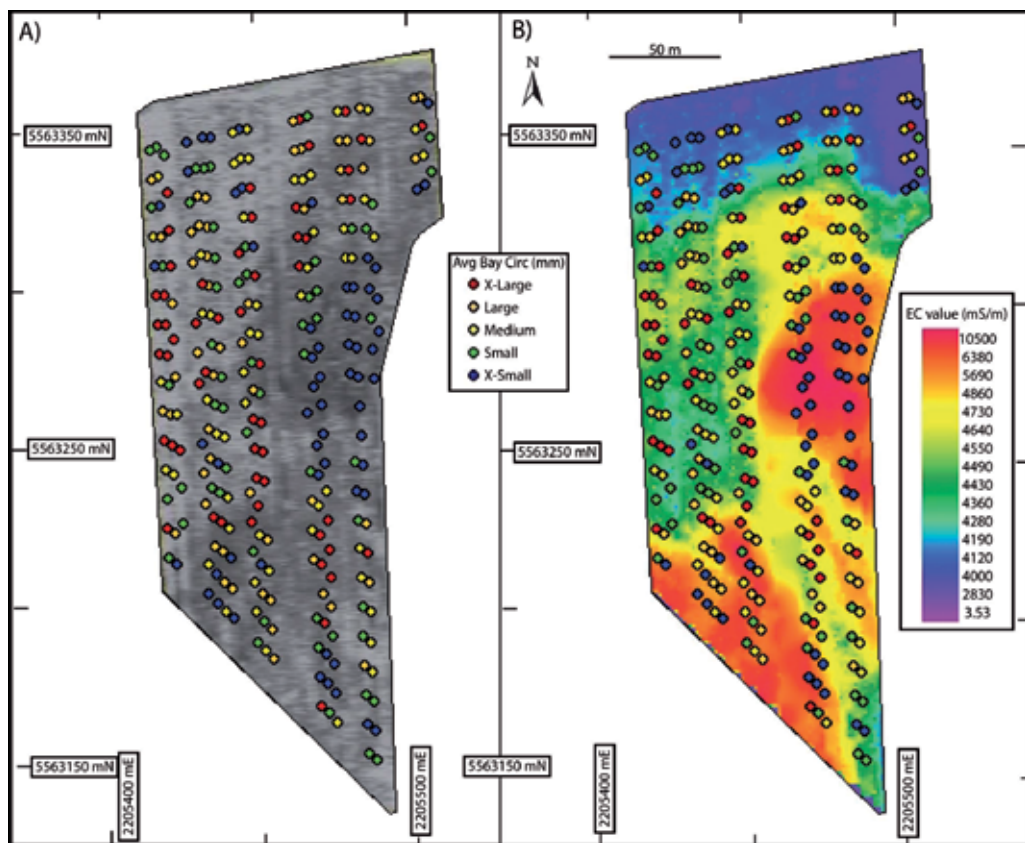 A)
B)
50 m
N
5563350 mN
5563350 mN
Avg Bay Circ (mm)
X-Large
Large
Medium
Small
X-Small
EC value (mS/m)
10500
6380
5690
4860
4730
4640
4550
4490
4430
4360
4280
4190
4120
4000
2830
3.53
5563250 mN
5563250 mN
5563150 mN
5563150 mN
2205400 mE
2205500 mE
2205400 mE
2205500 mE